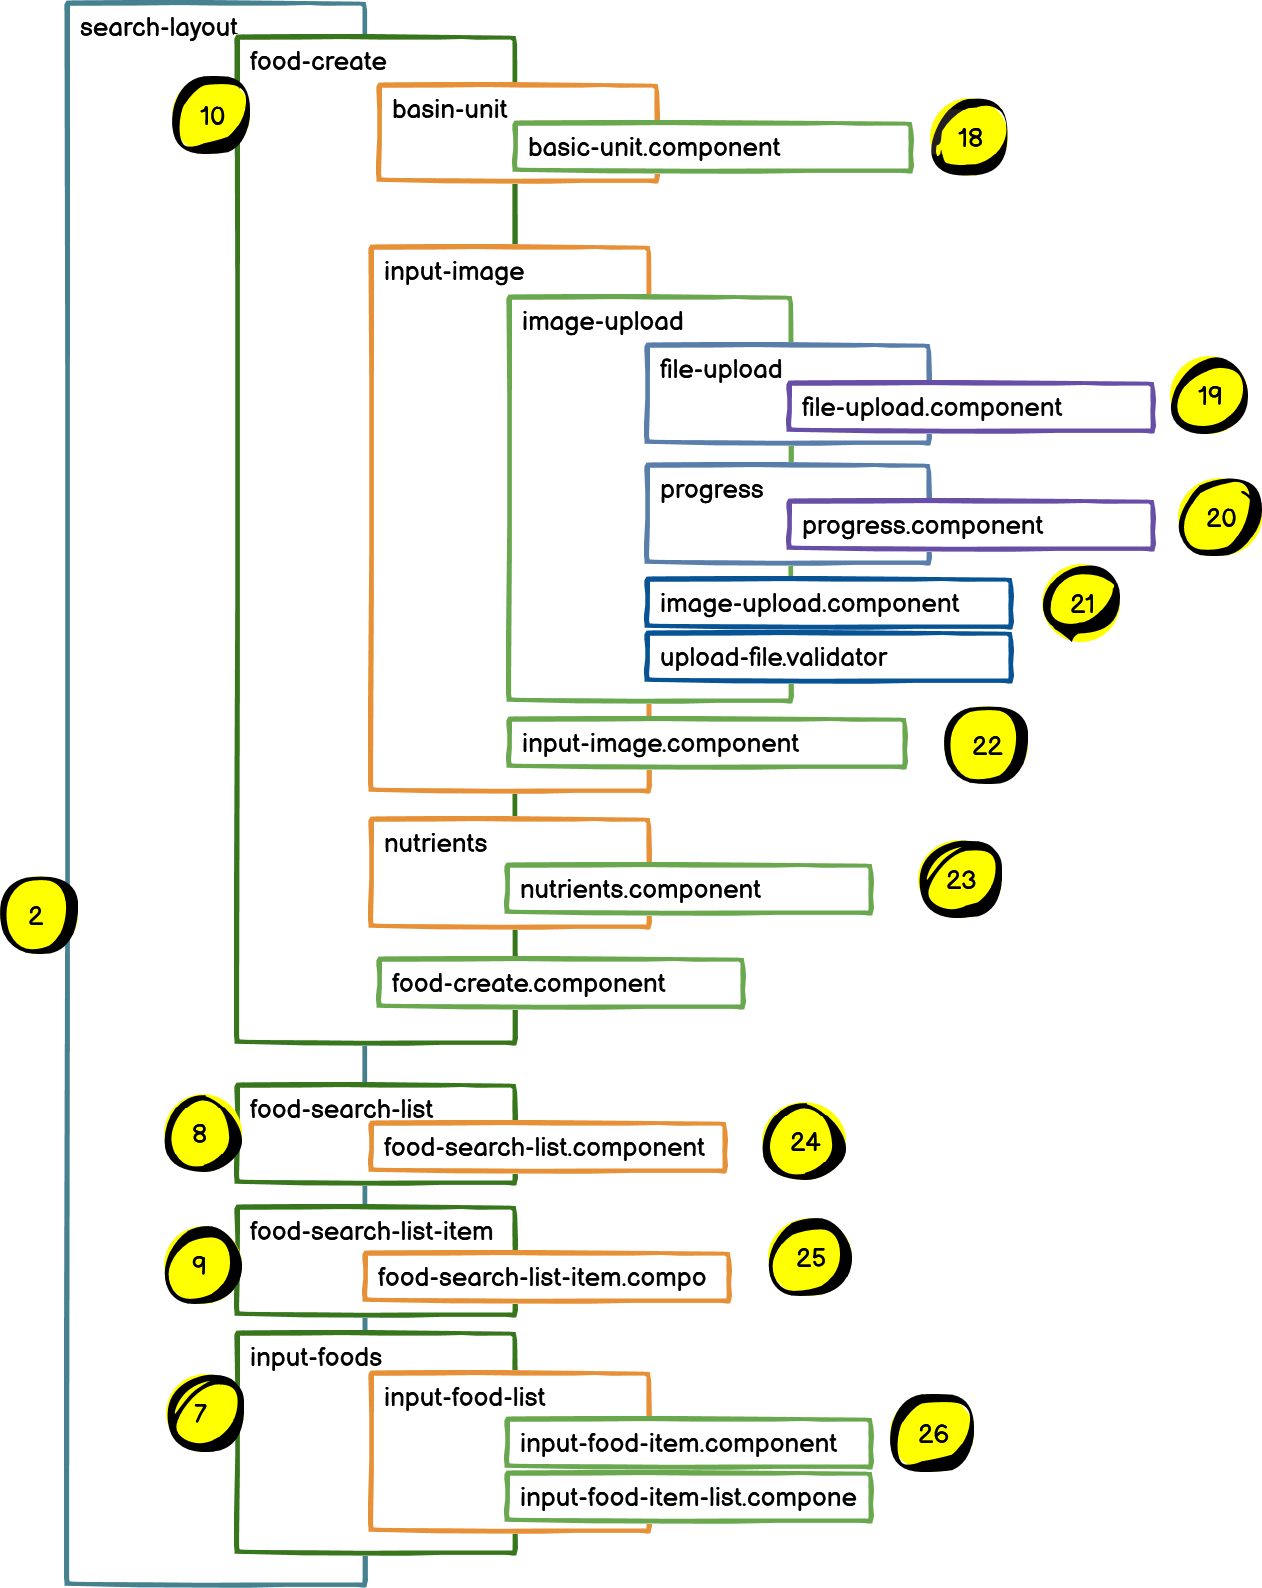 search-layout
food-create
10
basin-unit
basic-unit.component
18
input-image
image-upload
file-upload
file-upload.component
19
progress
progress.component
20
image-upload.component
21
upload-file.validator
input-image.component
22
nutrients
nutrients.component
23
2
food-create.component
food-search-list
8
food-search-list.component
24
food-search-list-item
9
food-search-list-item.compo
25
input-foods
7
input-food-list
input-food-item.component
26
input-food-item-list.compone